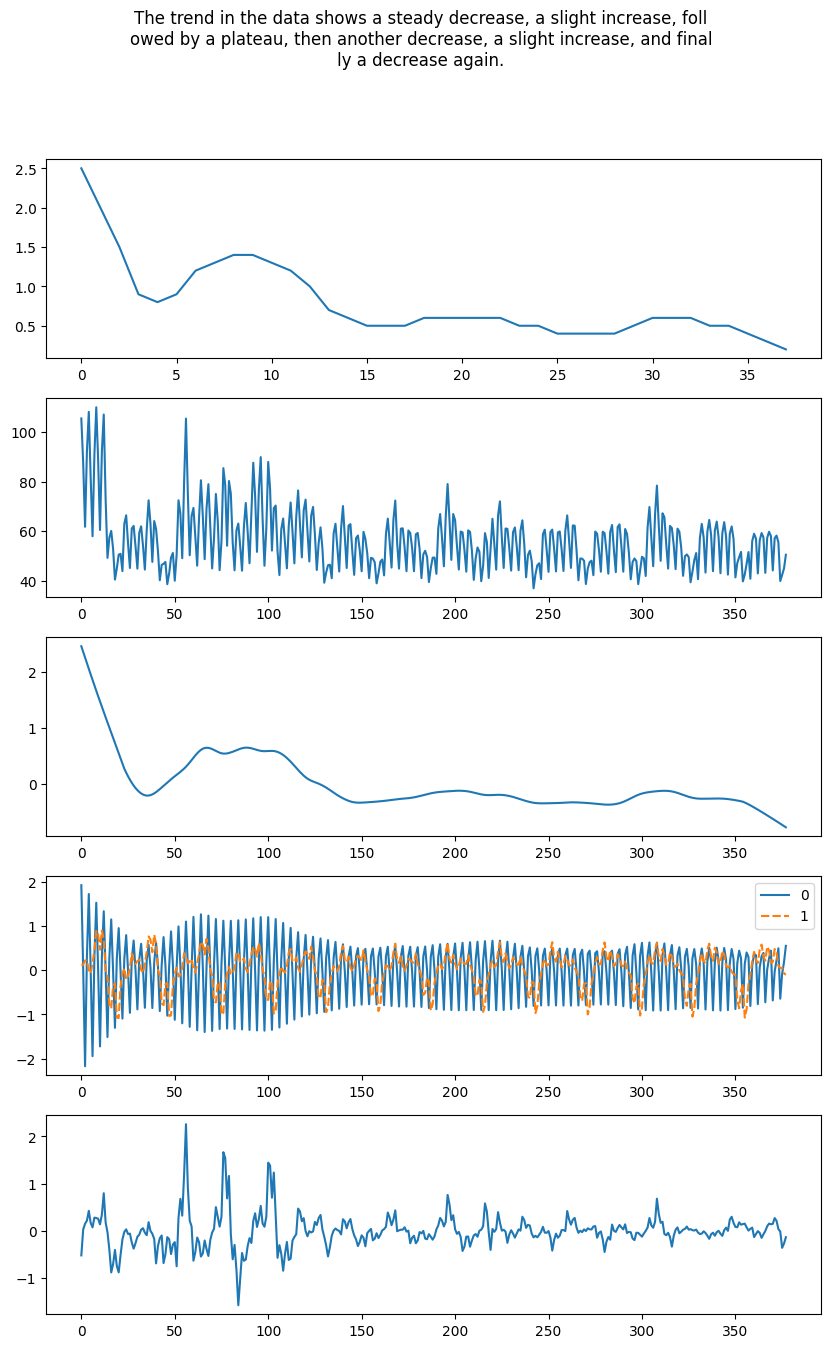 The trend in the data shows a steady decrease, a slight increase, foll
owed by a plateau, then another decrease, a slight increase, and final
ly a decrease again.
2.5
2.0
1.5
1.0
0.5
0 5 10 15 20 25 30 35
100
80
60
40
0 50 100 150 200 250 300 350
2
1
0
0 50 100 150 200 250 300 350
2
1
0
−1
−2
0
1
0 50 100 150 200 250 300 350
2
1
0
−1
0 50 100 150 200 250 300 350